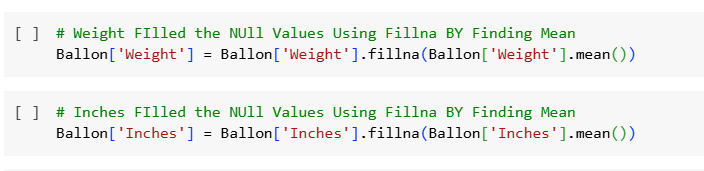 [ ] # Weight FIlled the NUll Values Using Fillna BY Finding Mean
Ballon['Weight'] = Ballon['Weight'].fillna(Ballon['Weight'].mean())
[ ] # Inches FIlled the NUll Values Using Fillna BY Finding Mean
Ballon['Inches'] = Ballon['Inches'].fillna(Ballon['Inches'].mean())